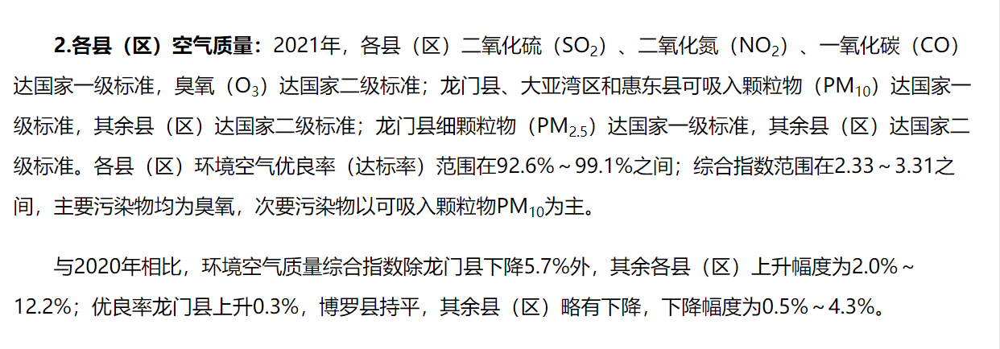 2.各县（区）空气质量：2021年，各县（区）二氧化硫（SO2）、二氧化氮（NO2）、一氧化碳（CO）
达国家一级标准，臭氧（O3）达国家二级标准；龙门县、大亚湾区和惠东县可吸入颗粒物（PM10）达国家一
级标准，其余县（区）达国家二级标准；龙门县细颗粒物（PM2.5）达国家一级标准，其余县（区）达国家二
级标准。各县（区）环境空气优良率（达标率）范围在92.6%～99.1%之间；综合指数范围在2.33～3.31之
间，主要污染物均为臭氧，次要污染物以可吸入颗粒物PM10为主。
与2020年相比，环境空气质量综合指数除龙门县下降5.7%外，其余各县（区）上升幅度为2.0%～
12.2%；优良率龙门县上升0.3%，博罗县持平，其余县（区）略有下降，下降幅度为0.5%～4.3%。